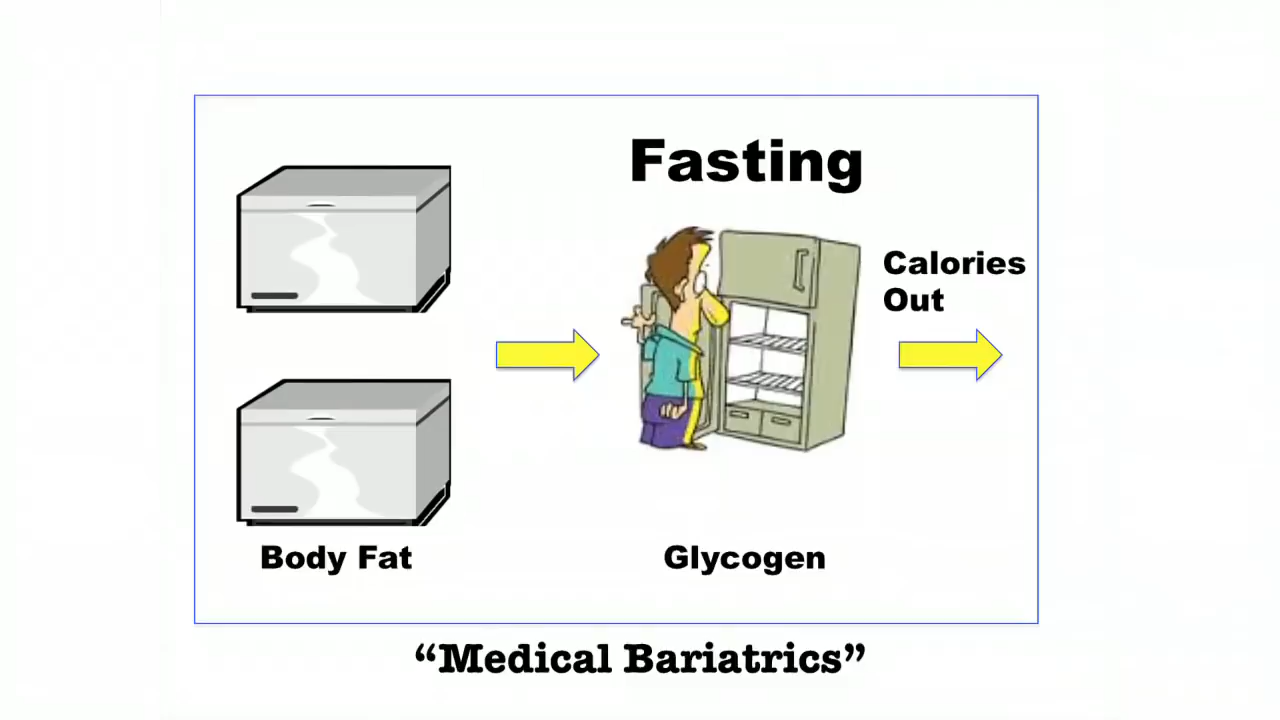 Fasting
Calories
Out
Body Fat
Glycogen
“Medical Bariatrics”